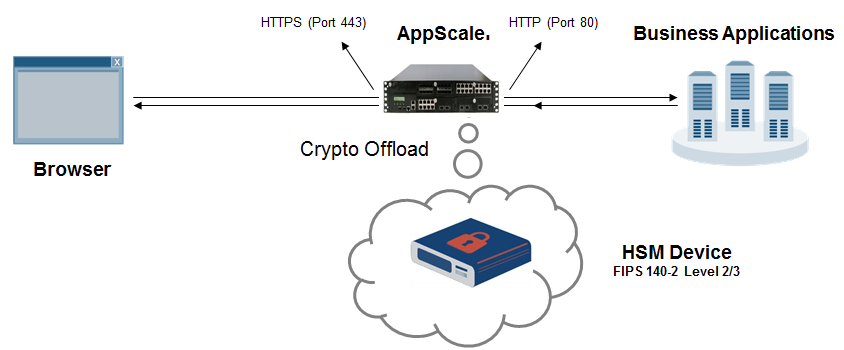 HTTPS (Port 443)
AppScale.
HTTP (Port 80)
Business Applications
Browser
Crypto Offload
HSM Device
FIPS 140-2 Level 2/3